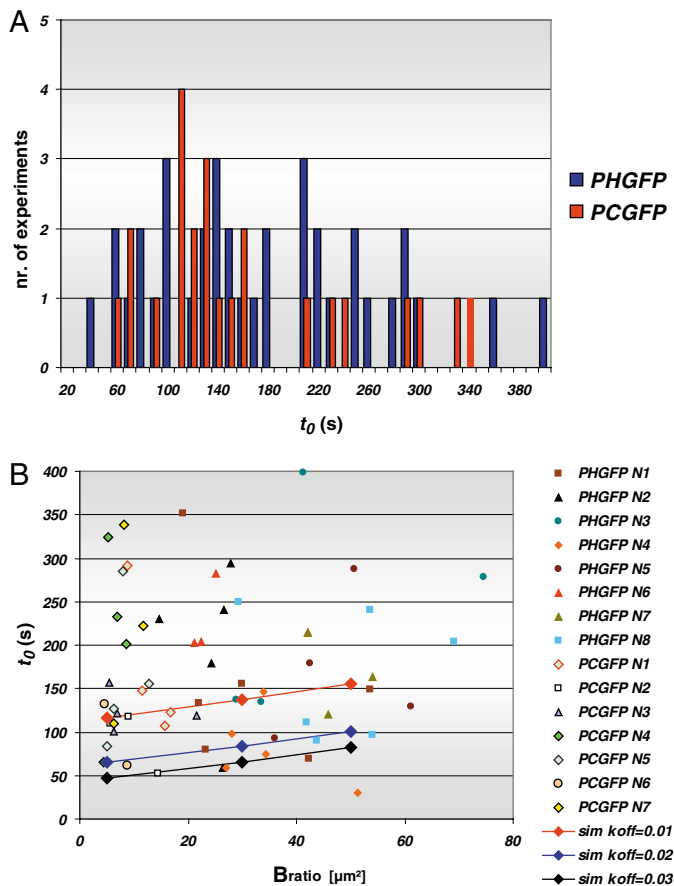 A
5
4
3
2
1
0
nr. of experiments
20 60 100 140 180 220 260 300 340 380
t0 (s)
PHGFP
PCGFP
B
400
350
300
250
200
150
100
50
0
t0 (s)
0 20 40 60 80
Bratio [µm²]
PHGFP N1
PHGFP N2
PHGFP N3
PHGFP N4
PHGFP N5
PHGFP N6
PHGFP N7
PHGFP N8
PCGFP N1
PCGFP N2
PCGFP N3
PCGFP N4
PCGFP N5
PCGFP N6
PCGFP N7
sim koff=0.01
sim koff=0.02
sim koff=0.03